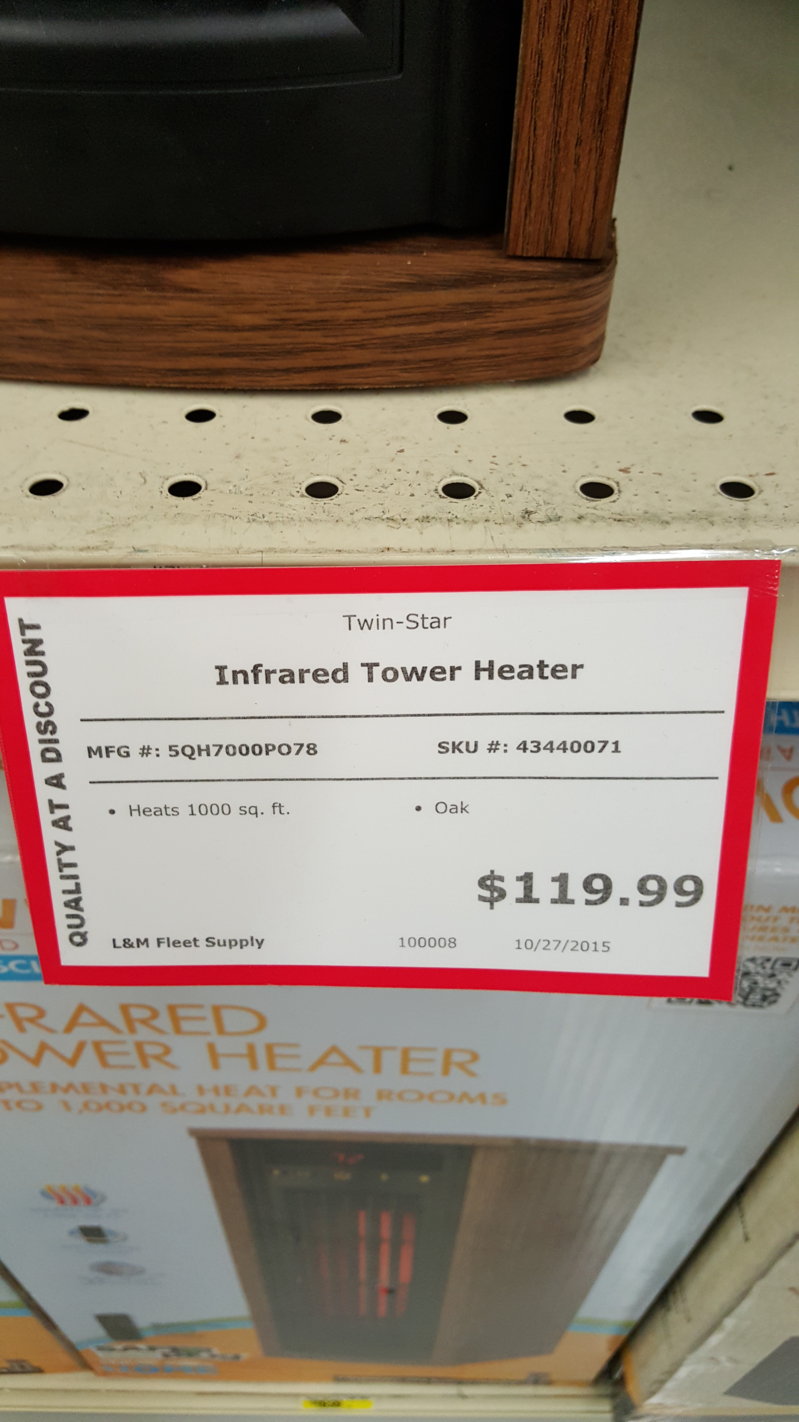 QUALITY AT A DISCOUNT
Twin-Star
Infrared Tower Heater
MFG #: 5QH7000PO78
SKU #: 43440071
• Heats 1000 sq. ft.
• Oak
$119.99
L&M Fleet Supply
100008
10/27/2015
RARED
WER HEATER
PLEMENTAL HEAT FOR ROOMS
TO 1,000 SQUARE FEET